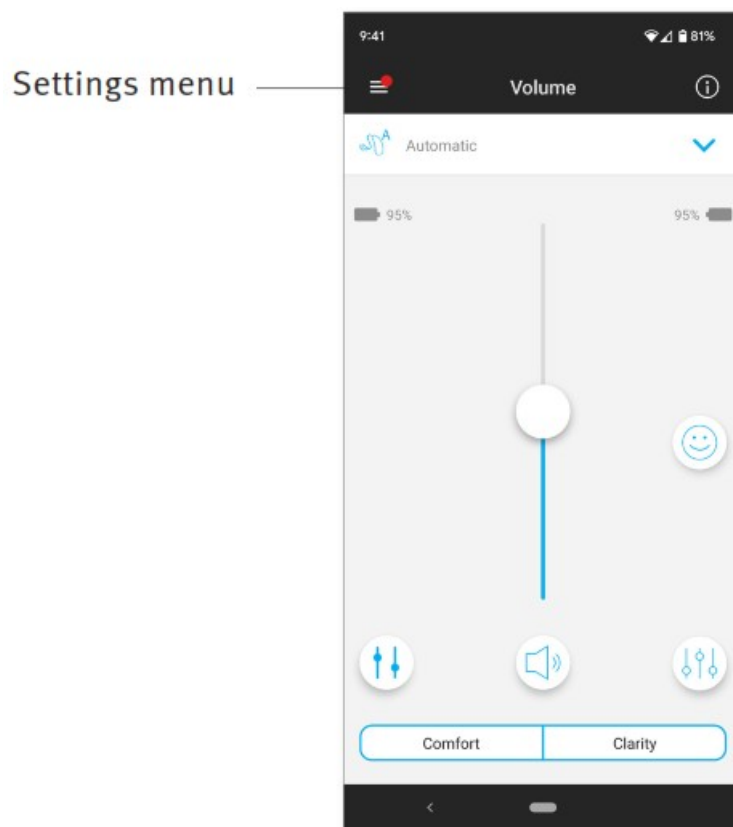 9:41 81%
Settings menu
Volume
A Automatic
95% 95%
Comfort Clarity